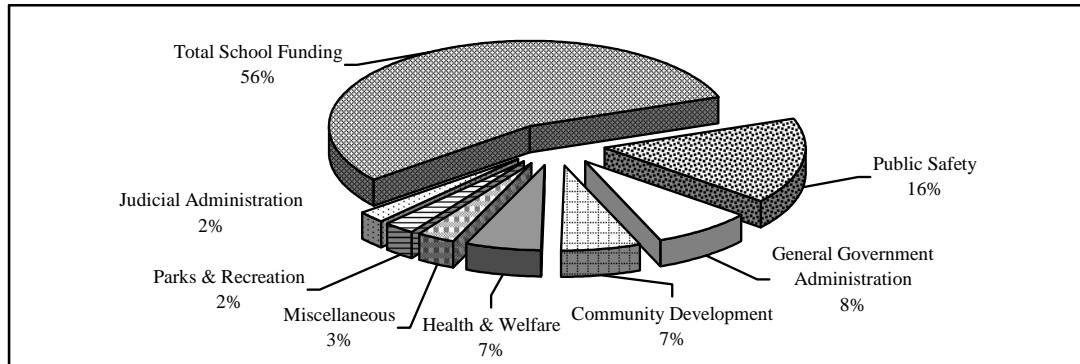 Total School Funding
56%
Public Safety
16%
Judicial Administration
2%
General Government
Administration
8%
Parks & Recreation
2%
Miscellaneous
3%
Health & Welfare
7%
Community Development
7%